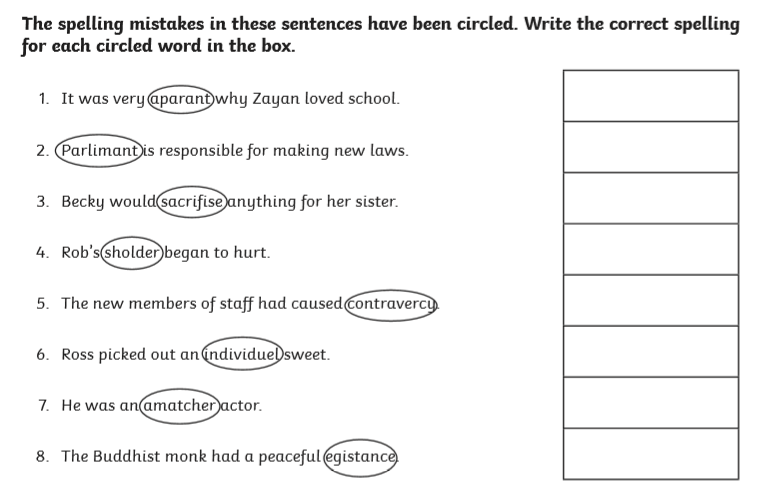 The spelling mistakes in these sentences have been circled. Write the correct spelling
for each circled word in the box.
1. It was very aparant why Zayan loved school.
2. Parlimant is responsible for making new laws.
3. Becky would sacrifise anything for her sister.
4. Rob's sholder began to hurt.
5. The new members of staff had caused contravercy.
6. Ross picked out an individuel sweet.
7. He was an amatcher actor.
8. The Buddhist monk had a peaceful egistance.